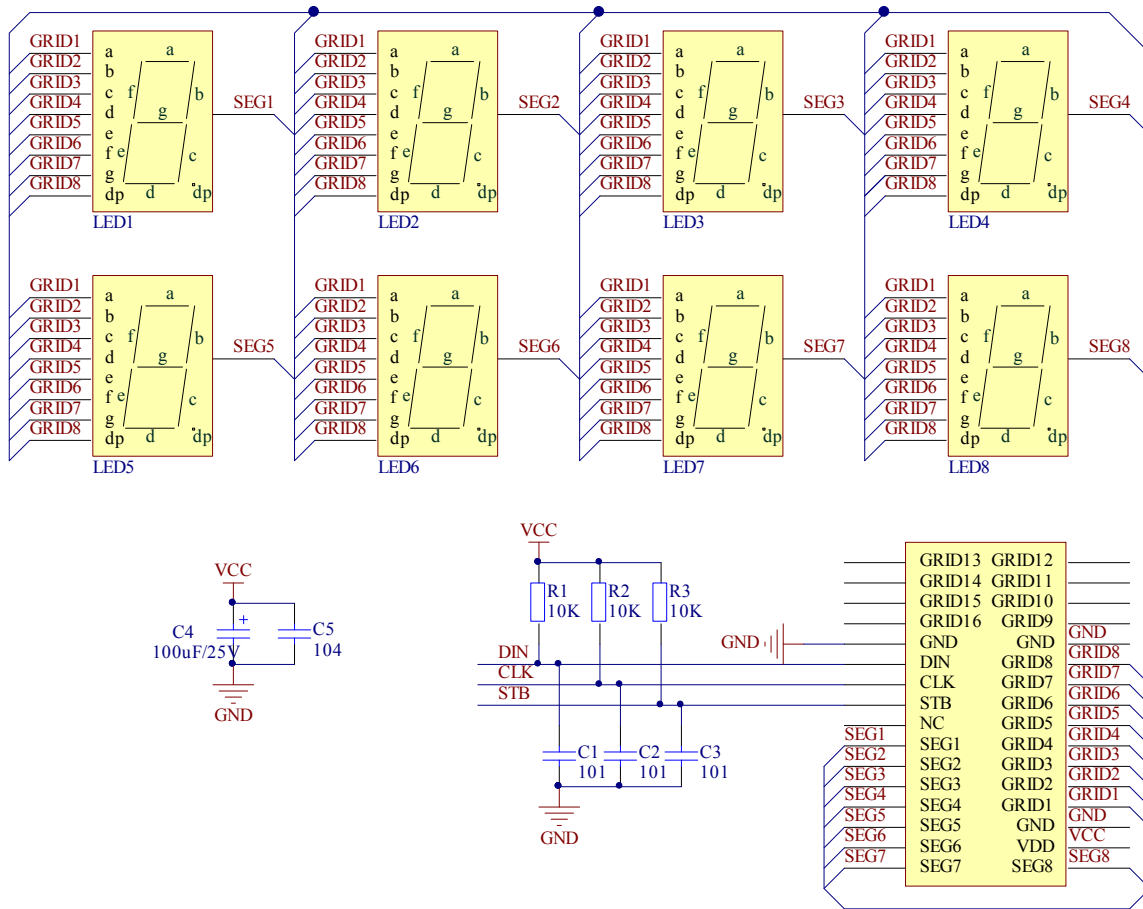 GRID1 a a GRID1 a a GRID1 a a GRID1 a a
GRID2 b GRID2 b GRID2 b GRID2 b
GRID3 c f b GRID3 c f b GRID3 c f b GRID3 c f b
GRID4 d g SEG1 GRID4 d g SEG2 GRID4 d g SEG3 GRID4 d g SEG4
GRID5 e GRID5 e GRID5 e GRID5 e
GRID6 f e c GRID6 f e c GRID6 f e c GRID6 f e c
GRID7 g GRID7 g GRID7 g GRID7 g
GRID8 dp d dp GRID8 dp d dp GRID8 dp d dp GRID8 dp d dp
LED1 LED2 LED3 LED4
GRID1 a a GRID1 a a GRID1 a a GRID1 a a
GRID2 b GRID2 b GRID2 b GRID2 b
GRID3 c f b GRID3 c f b GRID3 c f b GRID3 c f b
GRID4 d g SEG5 GRID4 d g SEG6 GRID4 d g SEG7 GRID4 d g SEG8
GRID5 e GRID5 e GRID5 e GRID5 e
GRID6 f e c GRID6 f e c GRID6 f e c GRID6 f e c
GRID7 g GRID7 g GRID7 g GRID7 g
GRID8 dp d dp GRID8 dp d dp GRID8 dp d dp GRID8 dp d dp
LED5 LED6 LED7 LED8
VCC
C4 + C5
100uF/25V 104
GND
VCC
R1 R2 R3
10K 10K 10K
GND
DIN
CLK
STB
C1 C2 C3
101 101 101
GND
GRID13 GRID12
GRID14 GRID11
GRID15 GRID10
GRID16 GRID9
GND GND GND
DIN GRID8 GRID8
CLK GRID7 GRID7
STB GRID6 GRID6
NC GRID5 GRID5
SEG1 SEG1 GRID4 GRID4
SEG2 SEG2 GRID3 GRID3
SEG3 SEG3 GRID2 GRID2
SEG4 SEG4 GRID1 GRID1
SEG5 SEG5 GND GND
SEG6 SEG6 VDD VCC
SEG7 SEG7 SEG8 SEG8